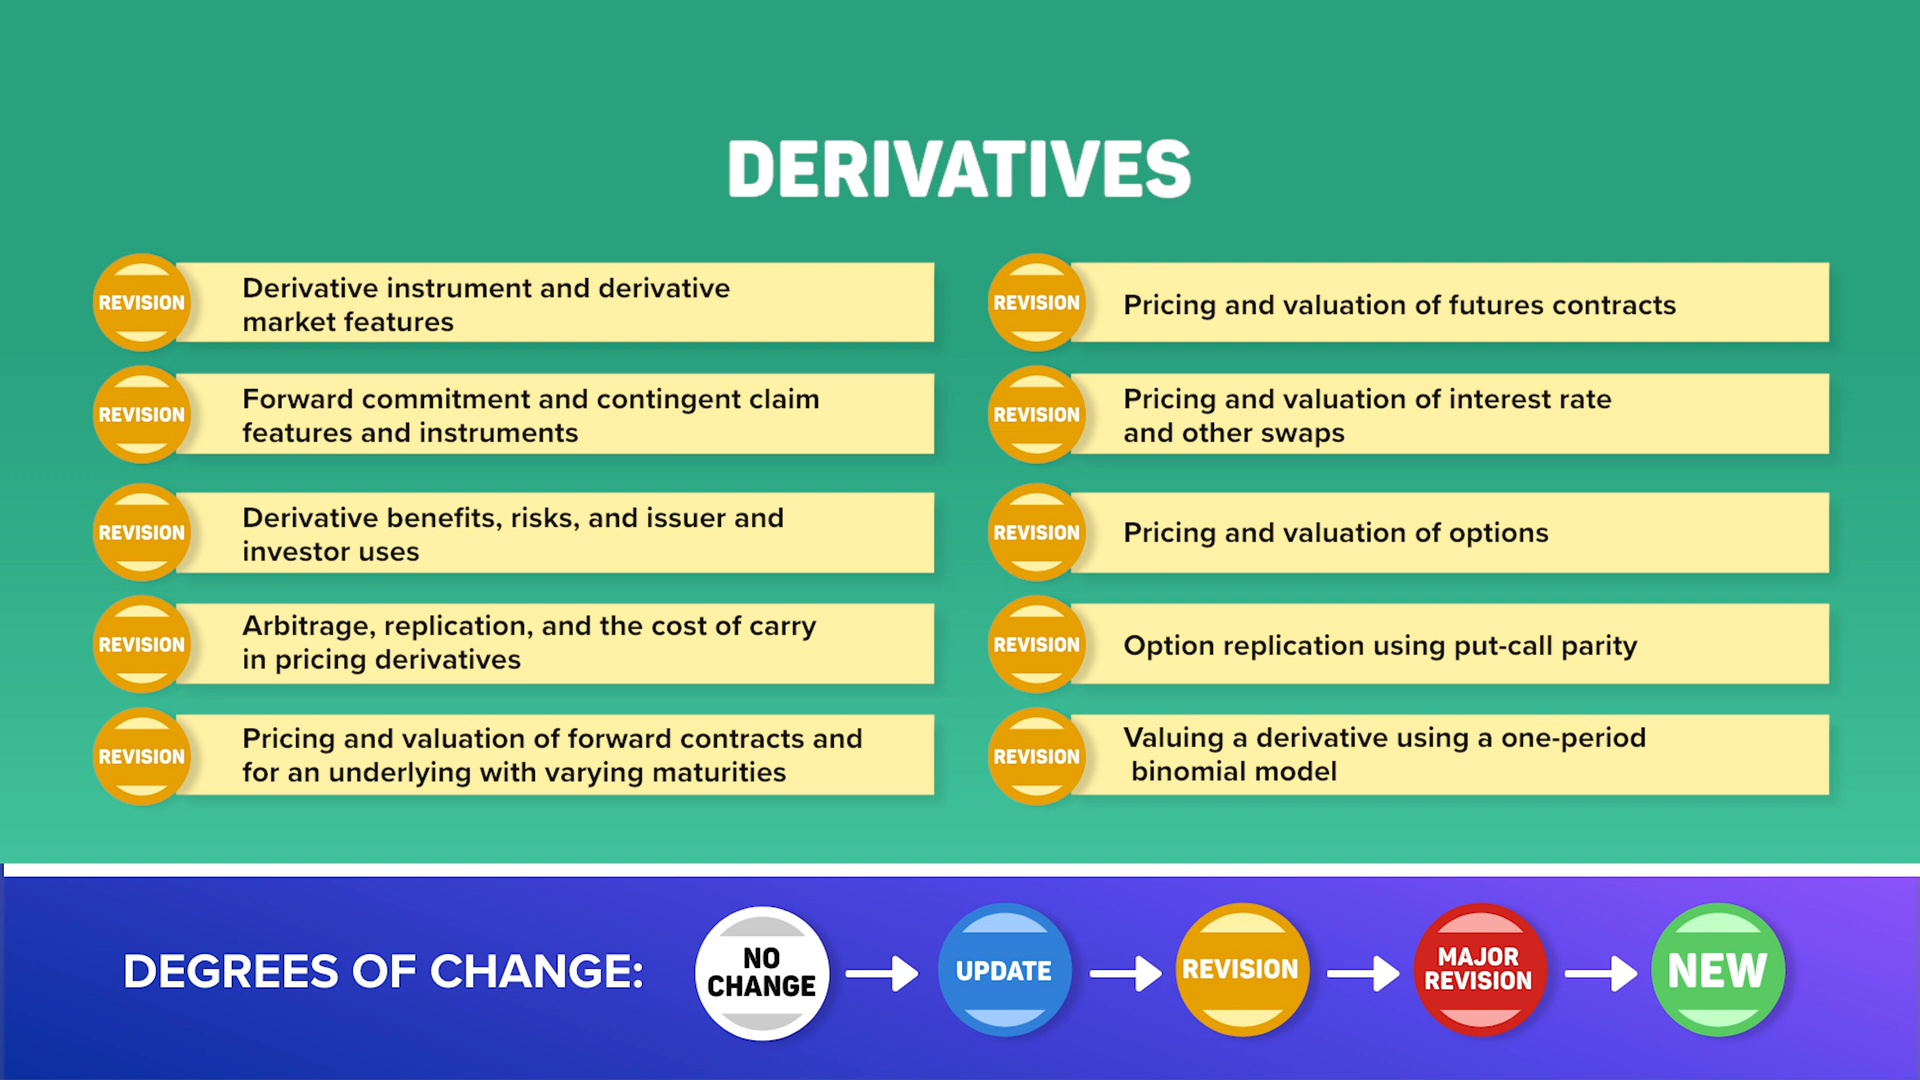 DERIVATIVES
REVISION
Derivative instrument and derivative
market features
REVISION
Forward commitment and contingent claim
features and instruments
REVISION
Derivative benefits, risks, and issuer and
investor uses
REVISION
Arbitrage, replication, and the cost of carry
in pricing derivatives
REVISION
Pricing and valuation of forward contracts and
for an underlying with varying maturities
REVISION
Pricing and valuation of futures contracts
REVISION
Pricing and valuation of interest rate
and other swaps
REVISION
Pricing and valuation of options
REVISION
Option replication using put-call parity
REVISION
Valuing a derivative using a one-period
binomial model
DEGREES OF CHANGE:
NO
CHANGE
UPDATE
REVISION
MAJOR
REVISION
NEW